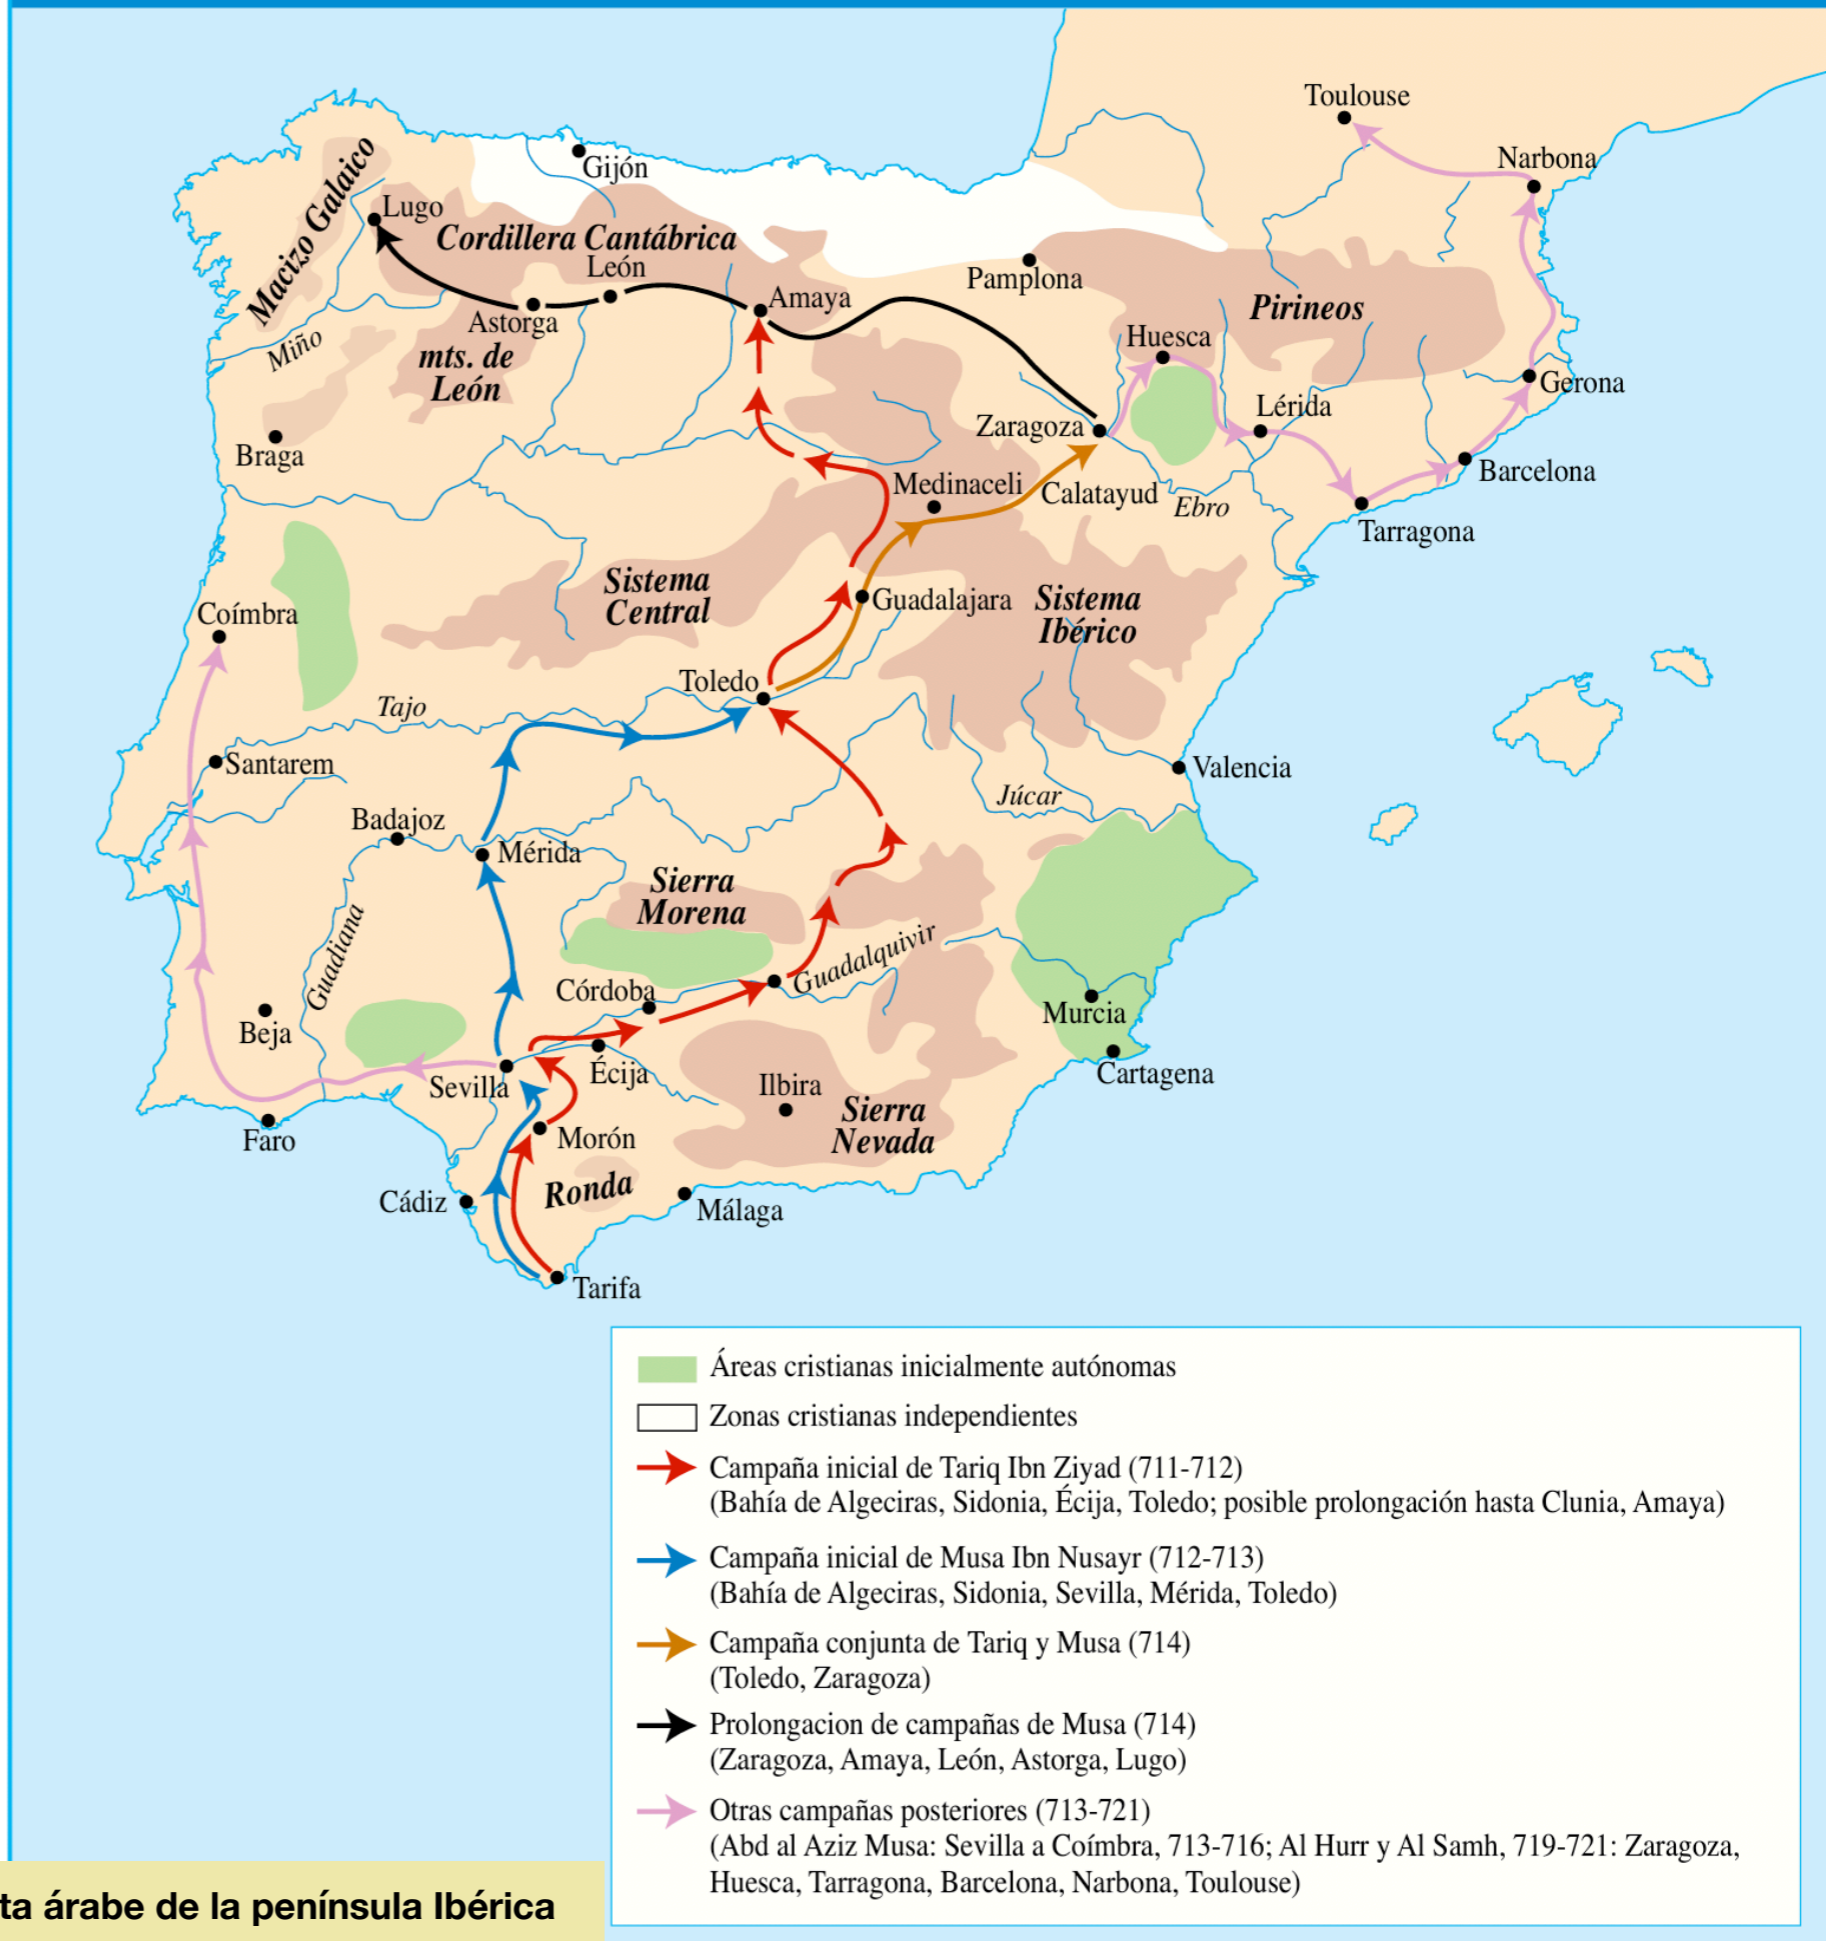 Toulouse
Narbona
Gijón
Macizo Galaico
Lugo
Cordillera Cantábrica
León
Pamplona
Amaya
Pirineos
Astorga
Miño
mts. de
León
Huesca
Gerona
Lérida
Zaragoza
Braga
Barcelona
Medinaceli
Calatayud
Ebro
Tarragona
Sistema
Central
Guadalajara
Sistema
Ibérico
Coímbra
Toledo
Tajo
Santarem
Valencia
Júcar
Badajoz
Mérida
Sierra
Morena
Guadiana
Guadalquivir
Córdoba
Murcia
Beja
Écija
Sevilla
Cartagena
Ilbira
Sierra
Nevada
Faro
Morón
Ronda
Cádiz
Málaga
Tarifa
Áreas cristianas inicialmente autónomas
Zonas cristianas independientes
Campaña inicial de Tariq Ibn Ziyad (711-712)
(Bahía de Algeciras, Sidonia, Écija, Toledo; posible prolongación hasta Clunia, Amaya)
Campaña inicial de Musa Ibn Nusayr (712-713)
(Bahía de Algeciras, Sidonia, Sevilla, Mérida, Toledo)
Campaña conjunta de Tariq y Musa (714)
(Toledo, Zaragoza)
Prolongacion de campañas de Musa (714)
(Zaragoza, Amaya, León, Astorga, Lugo)
Otras campañas posteriores (713-721)
(Abd al Aziz Musa: Sevilla a Coímbra, 713-716; Al Hurr y Al Samh, 719-721: Zaragoza,
Huesca, Tarragona, Barcelona, Narbona, Toulouse)
ta árabe de la península Ibérica